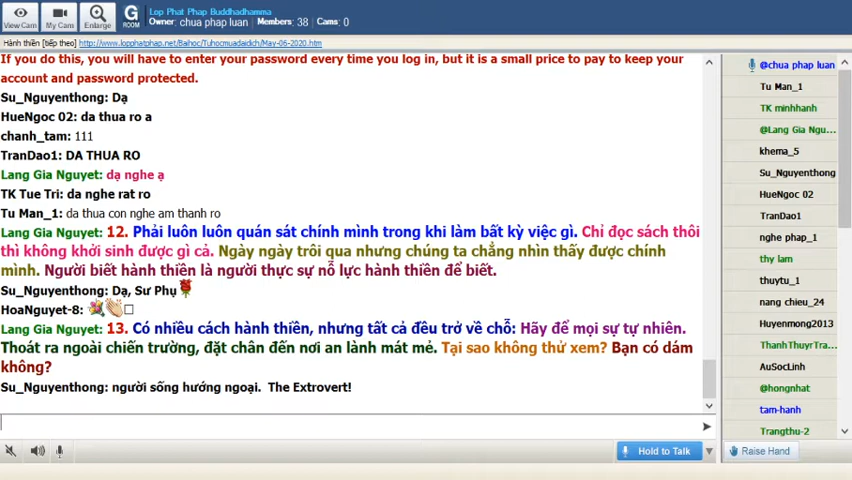 View Cam
My Cam
Enlarge
G ROOM
Lop Phat Phap Buddhadhamma
Owner: chua phap luan Members: 38 Cams: 0
Hành thiền [tiếp theo] http://www.lopphatphap.net/Baihoc/Tuhocmuadaidich/May-06-2020.htm
If you do this, you will have to enter your password every time you log in, but it is a small price to pay to keep your
account and password protected.
Su_Nguyenthong: Dạ
HueNgoc 02: da thua ro a
chanh_tam: 111
TranDao1: DA THUA RO
Lang Gia Nguyet: dạ nghe ạ
TK Tue Tri: da nghe rat ro
Tu Man_1: da thua con nghe am thanh ro
Lang Gia Nguyet: 12. Phải luôn luôn quán sát chính mình trong khi làm bất kỳ việc gì. Chỉ đọc sách thôi
thì không khởi sinh được gì cả. Ngày ngày trôi qua nhưng chúng ta chẳng nhìn thấy được chính
mình. Người biết hành thiền là người thực sự nỗ lực hành thiền để biết.
Su_Nguyenthong: Dạ, Sư Phụ
HoaNguyet-8:
Lang Gia Nguyet: 13. Có nhiều cách hành thiền, nhưng tất cả đều trở về chỗ: Hãy để mọi sự tự nhiên.
Thoát ra ngoài chiến trường, đặt chân đến nơi an lành mát mẻ. Tại sao không thử xem? Bạn có dám
không?
Su_Nguyenthong: người sống hướng ngoại. The Extrovert!
Hold to Talk
@chua phap luan
Tu Man_1
TK minhhanh
@Lang Gia Ngu...
khema_5
Su_Nguyenthong
HueNgoc 02
TranDao1
nghe phap_1
thy lam
thuytu_1
nang chieu_24
Huyenmong2013
ThanhThuyrTra...
AuSocLinh
@hongnhat
tam-hanh
Trangthu-2
Raise Hand